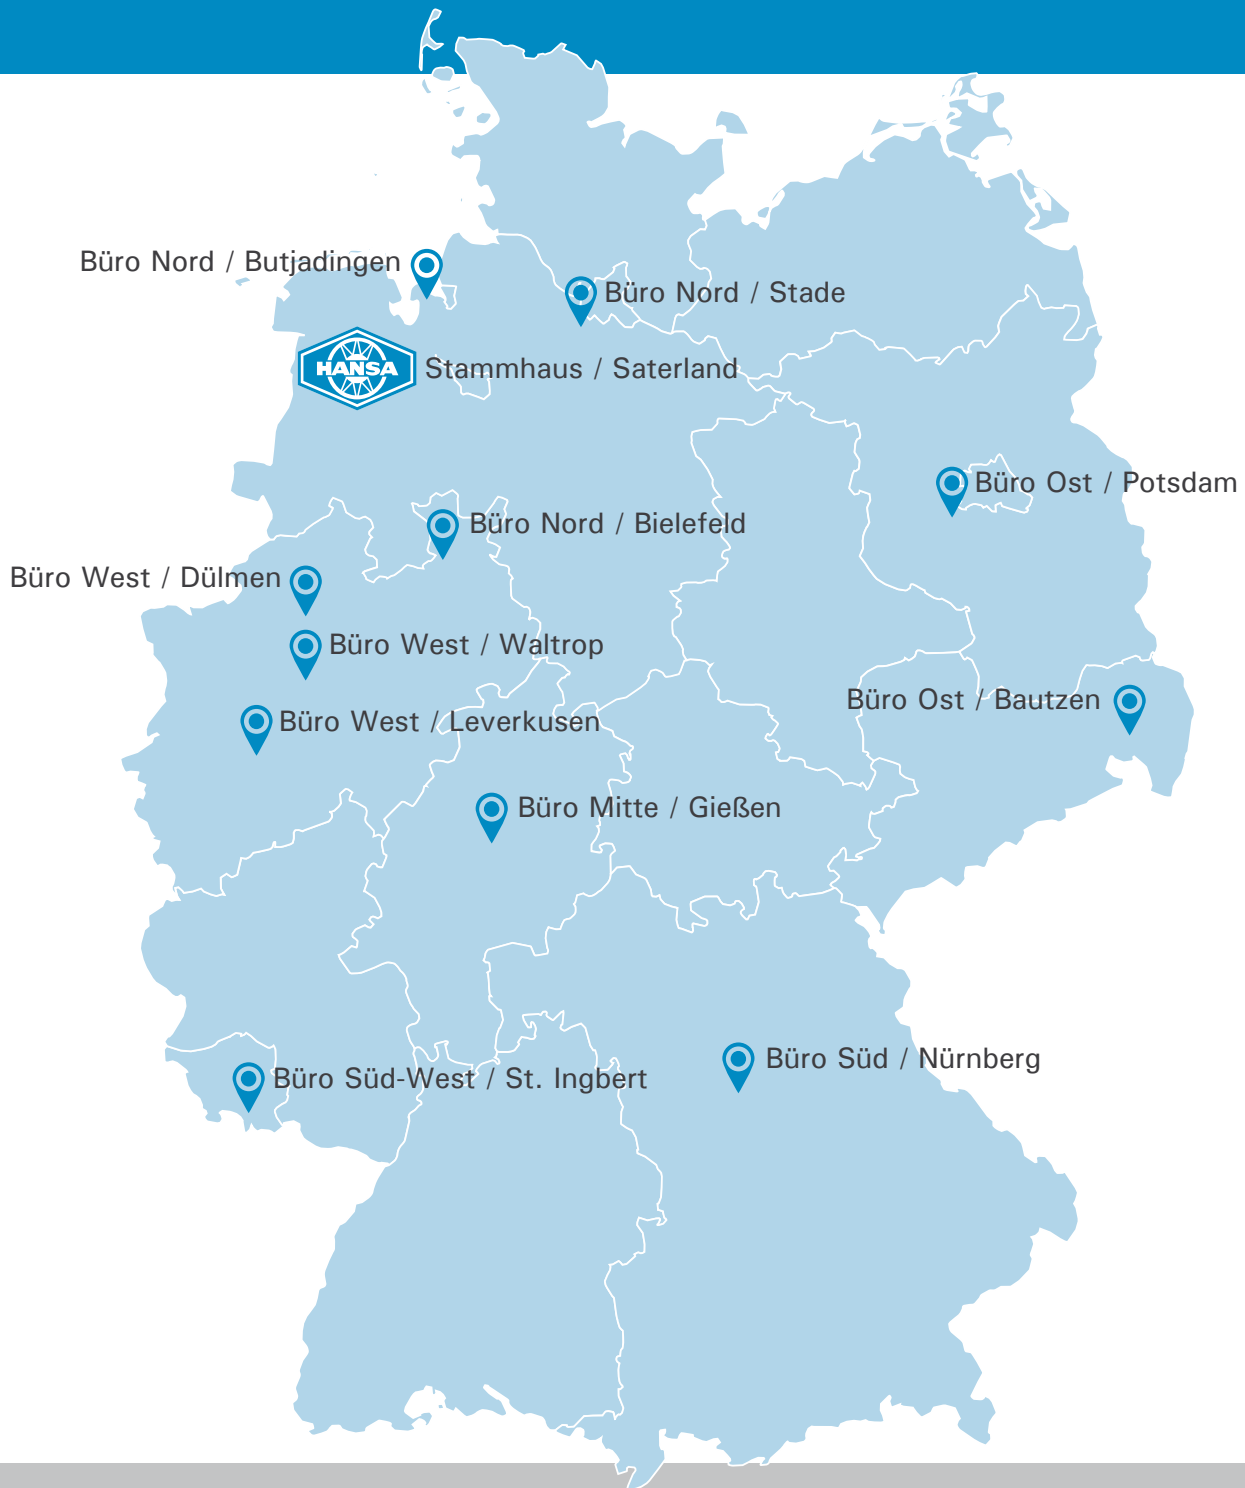 Büro Nord / Butjadingen
Büro Nord / Stade
HANSA
Stammhaus / Saterland
Büro Ost / Potsdam
Büro Nord / Bielefeld
Büro West / Dülmen
Büro West / Waltrop
Büro Ost / Bautzen
Büro West / Leverkusen
Büro Mitte / Gießen
Büro Süd / Nürnberg
Büro Süd-West / St. Ingbert